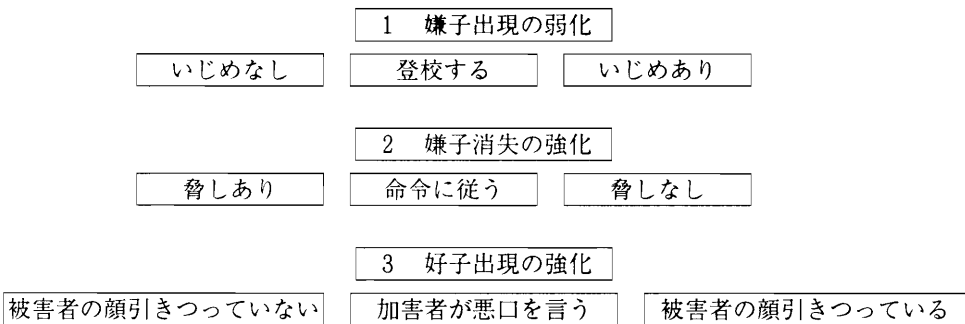 1 嫌子出現の弱化
いじめなし 登校する いじめあり
2 嫌子消失の強化
脅しあり 命令に従う 脅しなし
3 好子出現の強化
被害者の顔引きつっていない 加害者が悪口を言う 被害者の顔引きつっている